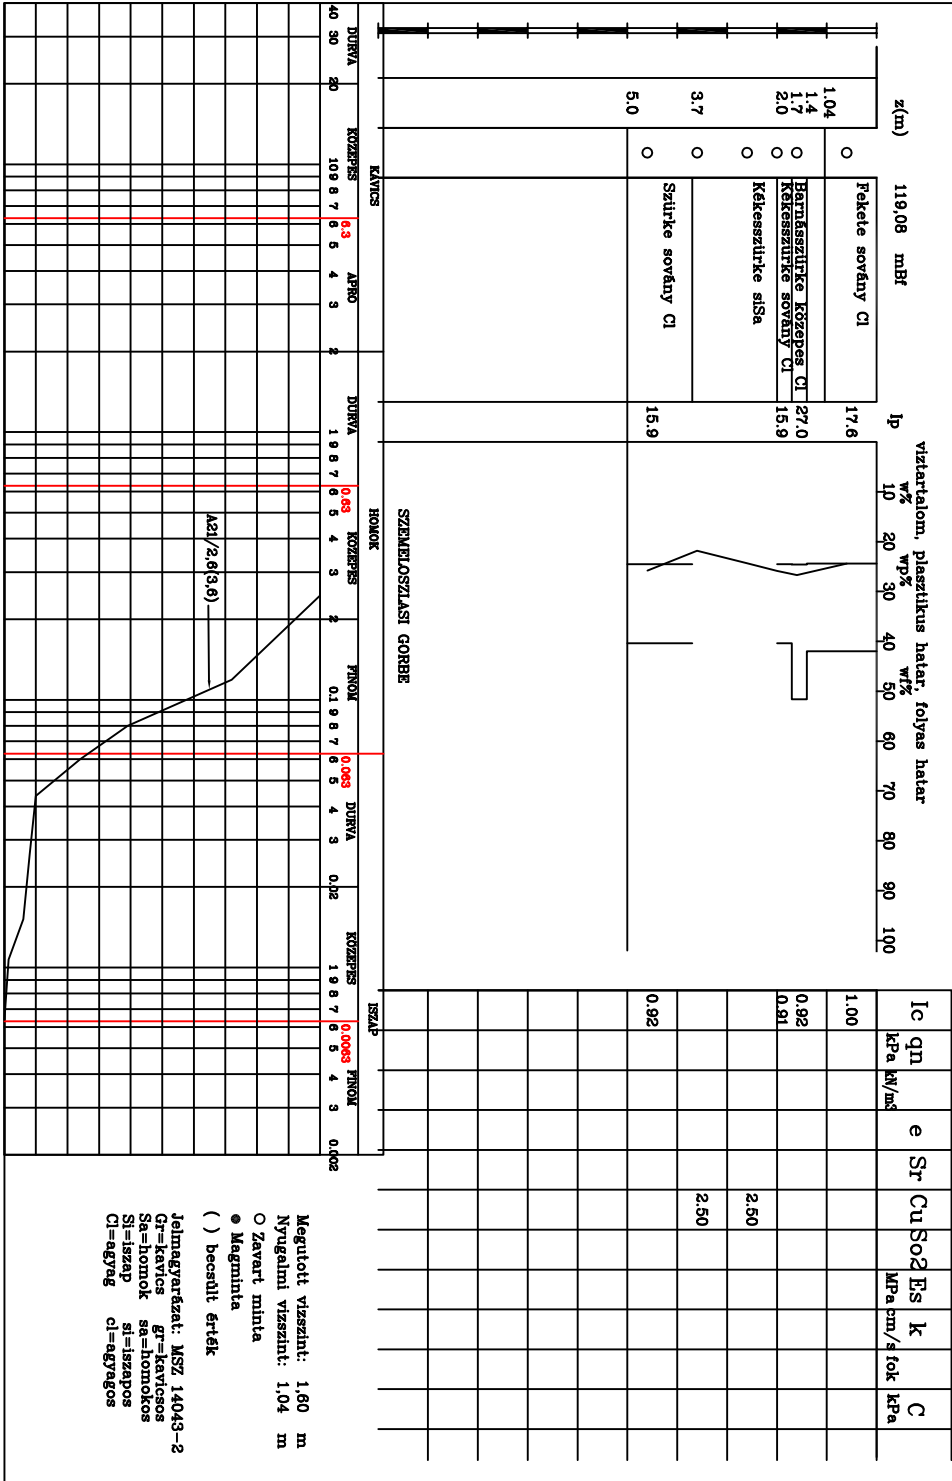 z(m) 119,08 mBf Ip
víztartalom, plasztikus hatar, folyas hatar
w% wp% wf%
10 20 30 40 50 60 70 80 90 100
Ic qn e Sr Cu So2 Es k C
kPa kN/m3 MPa cm/s fok kPa
Fekete sovány Cl 17.6 1.00
1.04
1.4
Barnásszürke közepes Cl 27.0 0.92
1.7
Kékesszürke sovány Cl 15.9 0.91
2.0
Kékesszürke siSa 2.50
3.7 2.50
Szürke sovány Cl 15.9 0.92
5.0
SZEMELOSZLASI GORBE
KAVICS HOMOK ISZAP
DURVA KÖZEPES APRO DURVA KÖZEPES FINOM DURVA KÖZEPES FINOM
6.3 0.63 0.063 0.0063
40 30 20 10 9 8 7 6 5 4 3 2 1 9 8 7 6 5 4 3 2 0.1 9 8 7 6 5 4 3 0.02 1 9 8 7 6 5 4 3 0.002
A21/2,6(3,6)
Megutott vizszint: 1,60 m
Nyugalmi vizszint: 1,04 m
Zavart minta
Magminta
( ) becsült érték
Jelmagyarázat: MSZ 14043-2
Gr=kavics gr=kavicsos
Sa=homok sa=homokos
Si=iszap si=iszapos
Cl=agyag cl=agyagos